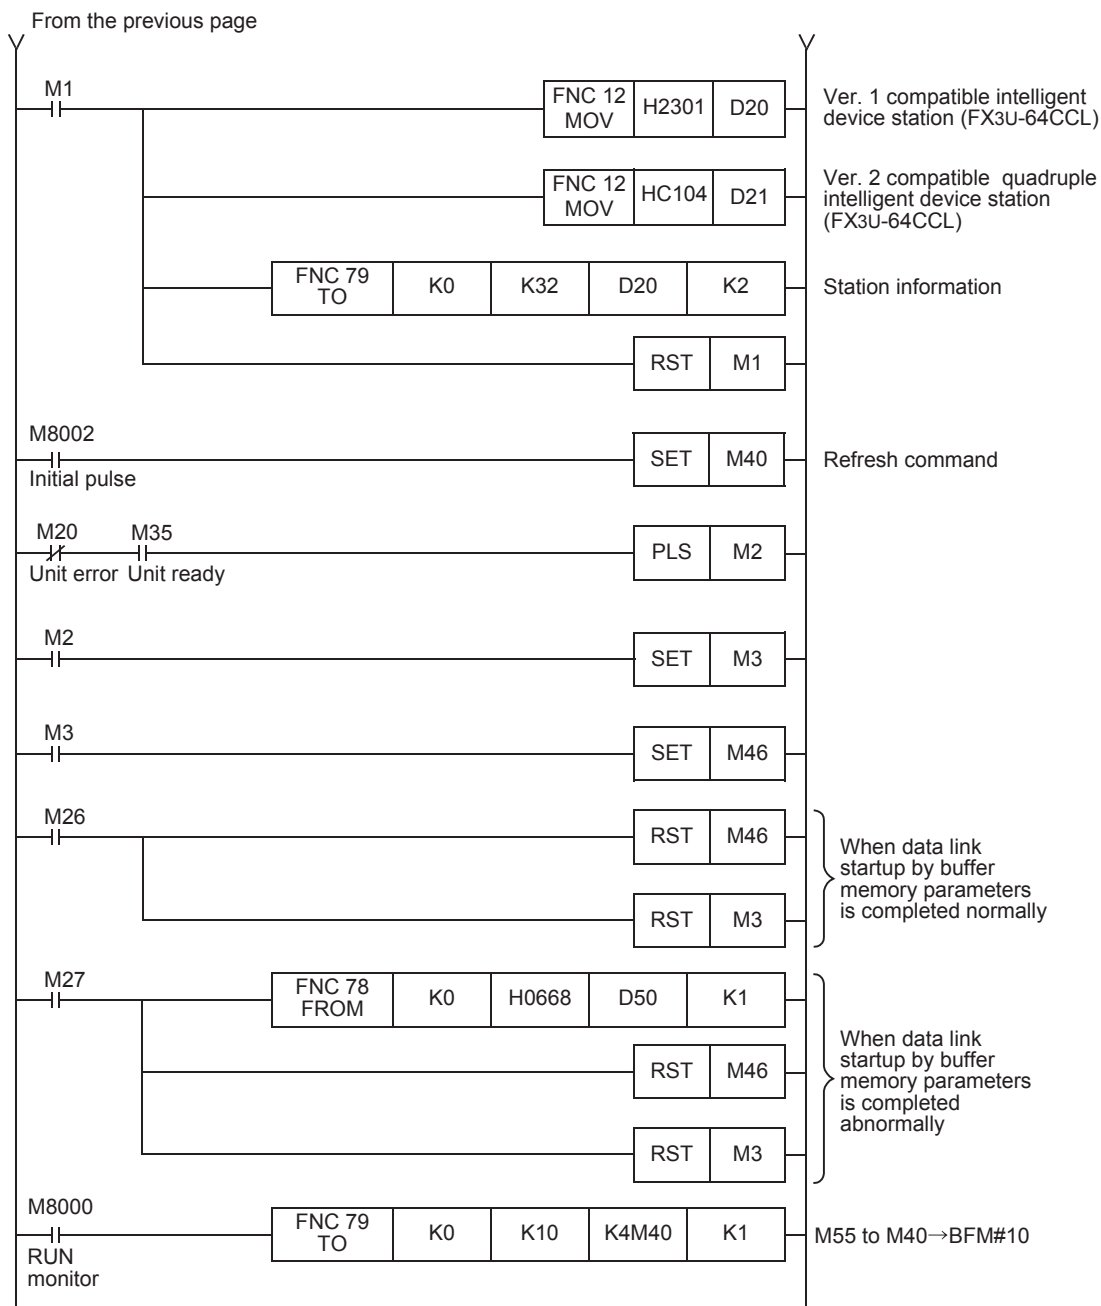 From the previous page
M1
FNC 12
MOV
H2301
D20
Ver. 1 compatible intelligent
device station (FX3U-64CCL)
FNC 12
MOV
HC104
D21
Ver. 2 compatible quadruple
intelligent device station
(FX3U-64CCL)
FNC 79
TO
K0
K32
D20
K2
Station information
RST
M1
M8002
Initial pulse
SET
M40
Refresh command
M20
Unit error
M35
Unit ready
PLS
M2
M2
SET
M3
M3
SET
M46
M26
RST
M46
RST
M3
When data link
startup by buffer
memory parameters
is completed normally
M27
FNC 78
FROM
K0
H0668
D50
K1
RST
M46
RST
M3
When data link
startup by buffer
memory parameters
is completed
abnormally
M8000
RUN
monitor
FNC 79
TO
K0
K10
K4M40
K1
M55 to M40→BFM#10